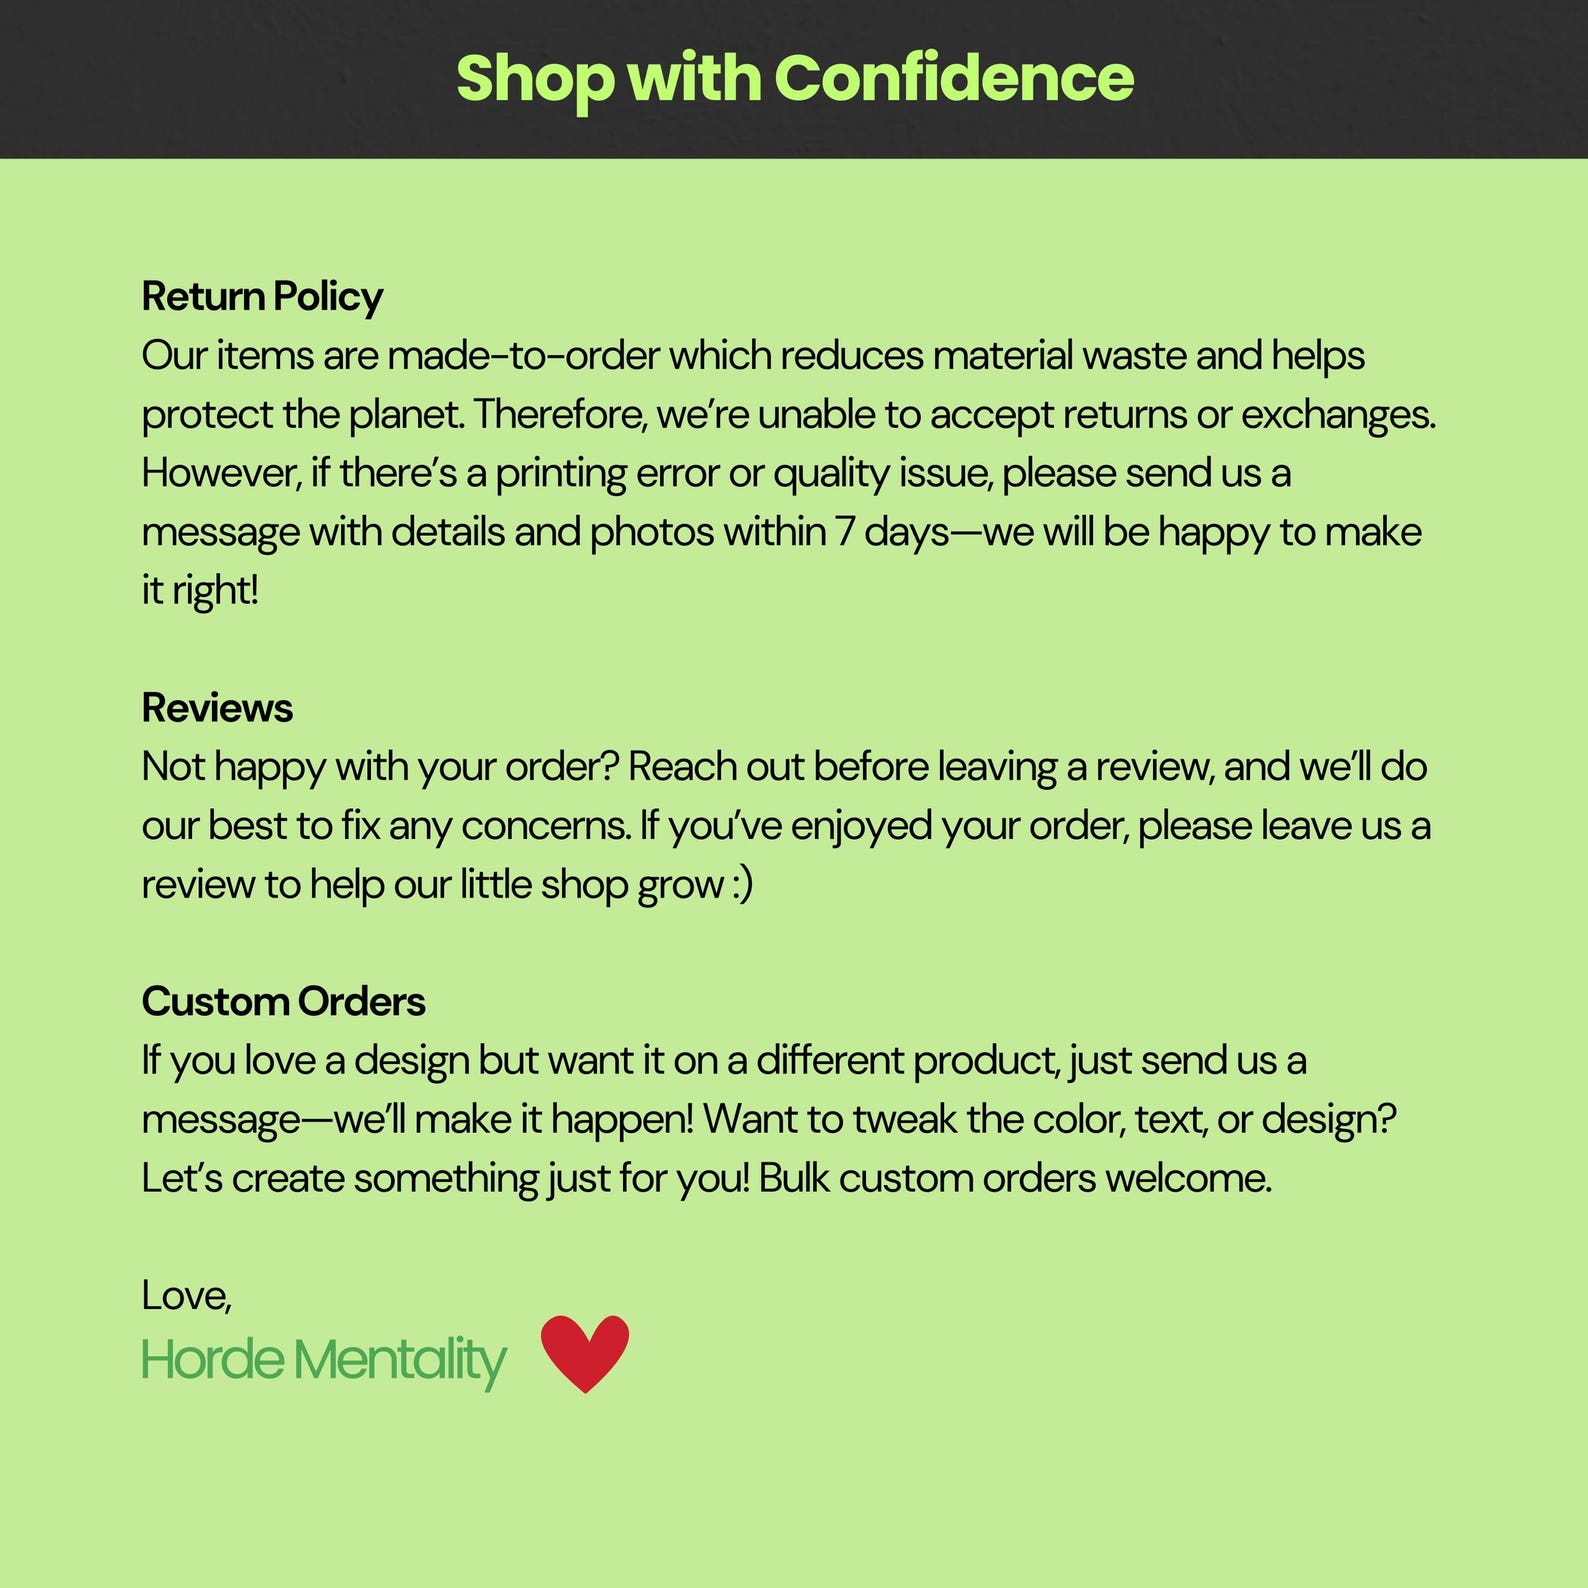 Shop with Confidence
Return Policy
Our items are made-to-order which reduces material waste and helps
protect the planet. Therefore, we’re unable to accept returns or exchanges.
However, if there’s a printing error or quality issue, please send us a
message with details and photos within 7 days—we will be happy to make
it right!
Reviews
Not happy with your order? Reach out before leaving a review, and we’ll do
our best to fix any concerns. If you’ve enjoyed your order, please leave us a
review to help our little shop grow :)
Custom Orders
If you love a design but want it on a different product, just send us a
message—we’ll make it happen! Want to tweak the color, text, or design?
Let’s create something just for you! Bulk custom orders welcome.
Love,
Horde Mentality